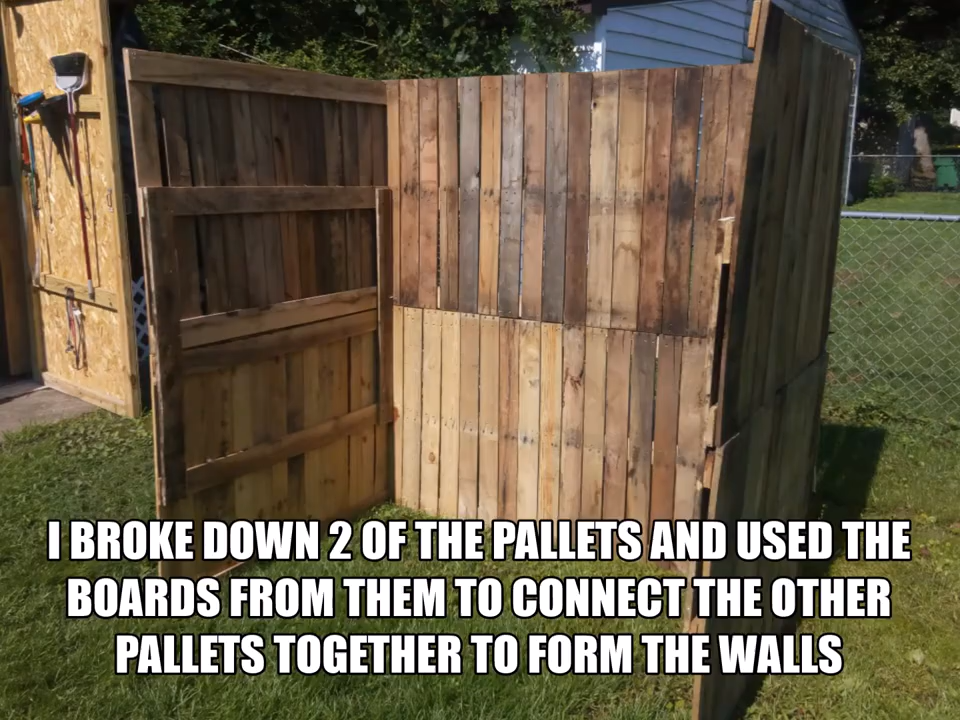 I BROKE DOWN 2 OF THE PALLETS AND USED THE
BOARDS FROM THEM TO CONNECT THE OTHER
PALLETS TOGETHER TO FORM THE WALLS